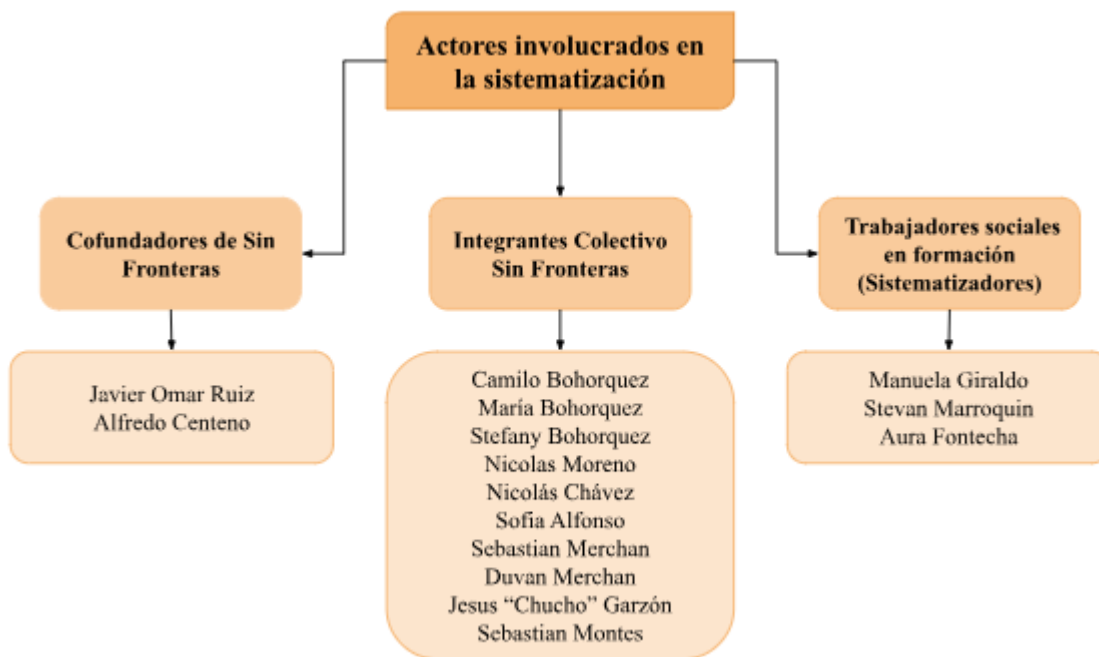 Actores involucrados en
la sistematización
Cofundadores de Sin
Fronteras
Integrantes Colectivo
Sin Fronteras
Trabajadores sociales
en formación
(Sistematizadores)
Javier Omar Ruiz
Alfredo Centeno
Camilo Bohorquez
María Bohorquez
Stefany Bohorquez
Nicolas Moreno
Nicolás Chávez
Sofia Alfonso
Sebastian Merchan
Duvan Merchan
Jesus “Chucho” Garzón
Sebastian Montes
Manuela Giraldo
Stevan Marroquin
Aura Fontecha